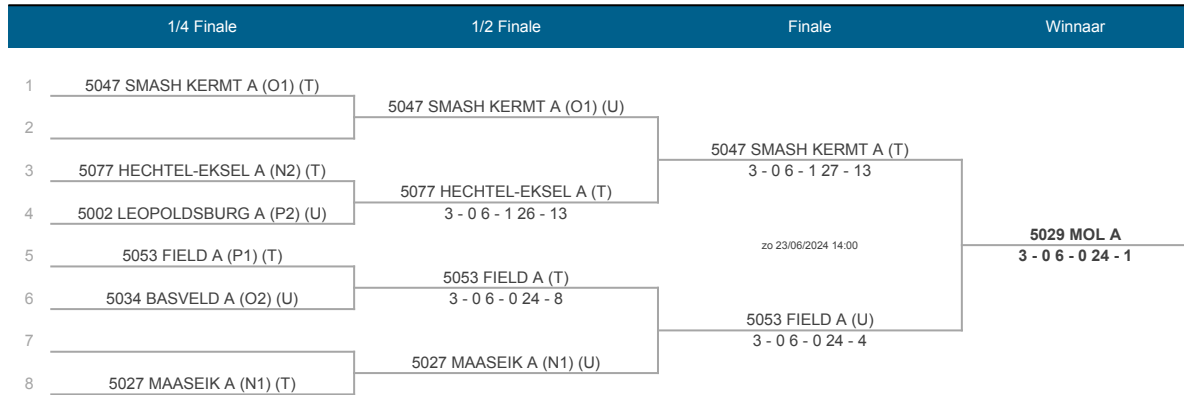 1/4 Finale 1/2 Finale Finale Winnaar
1 5047 SMASH KERMT A (O1) (T)
5047 SMASH KERMT A (O1) (U)
2
5047 SMASH KERMT A (T)
3 5077 HECHTEL-EKSEL A (N2) (T)
3 - 0 6 - 1 27 - 13
5077 HECHTEL-EKSEL A (T)
4 5002 LEOPOLDSBURG A (P2) (U)
3 - 0 6 - 1 26 - 13
5029 MOL A
zo 23/06/2024 14:00
5 5053 FIELD A (P1) (T)
3 - 0 6 - 0 24 - 1
5053 FIELD A (T)
6 5034 BASVELD A (O2) (U)
3 - 0 6 - 0 24 - 8
5053 FIELD A (U)
7
3 - 0 6 - 0 24 - 4
5027 MAASEIK A (N1) (U)
8 5027 MAASEIK A (N1) (T)